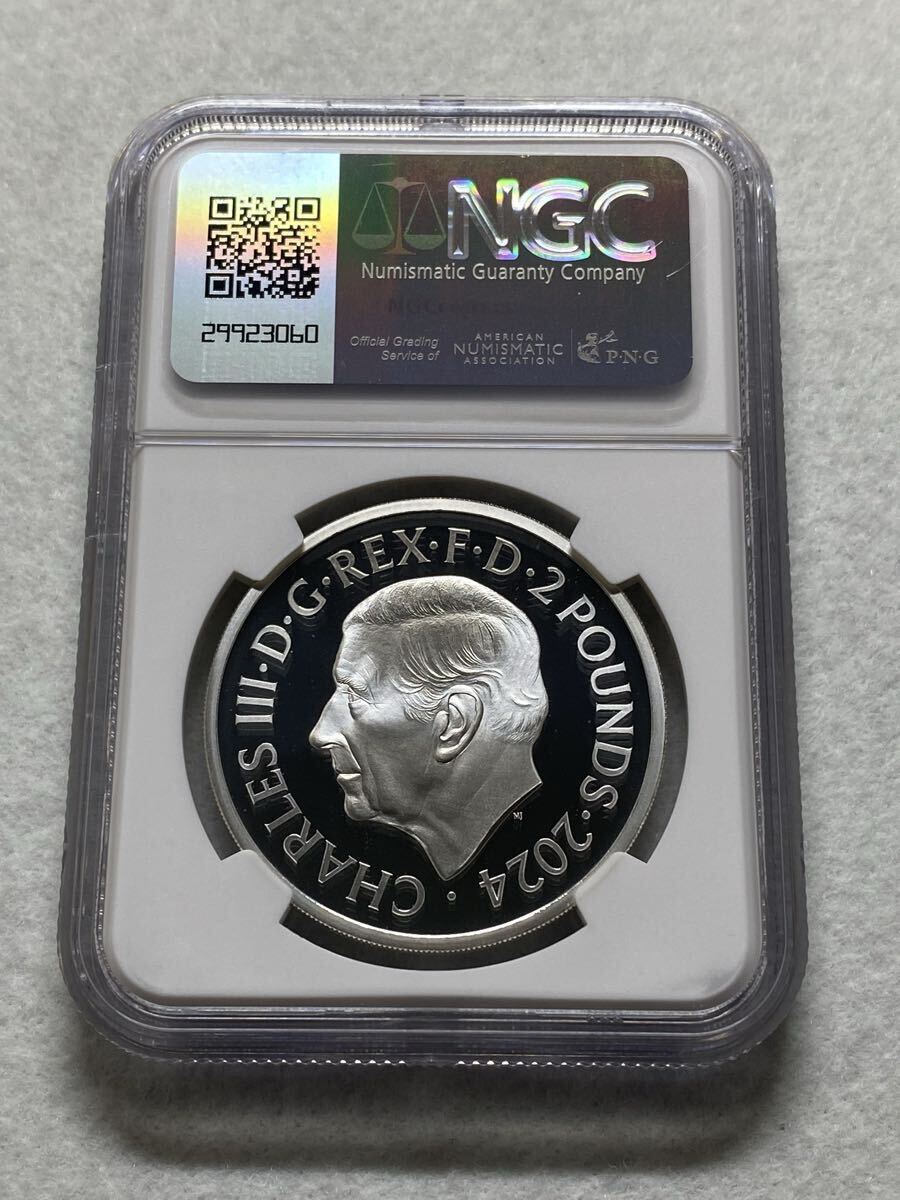 NGC
Numismatic Guaranty Company
29923060
Official Grading
Service of
AMERICAN
NUMISMATIC
ASSOCIATION
P·N·G
CHARLES III·D·G·REX·F·D·2 POUNDS·2024·
MJ